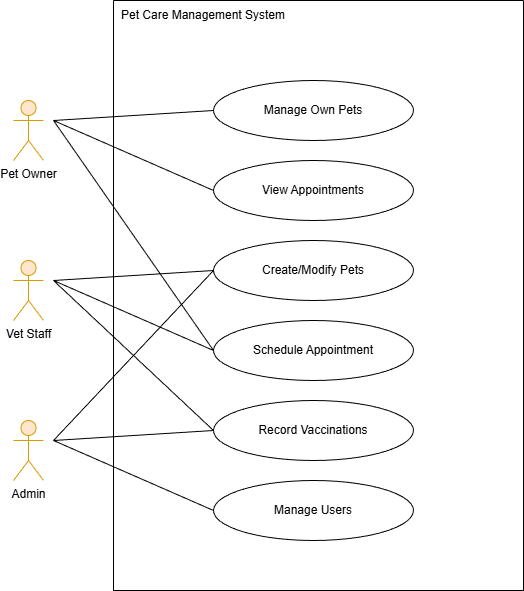 Pet Care Management System
Manage Own Pets
Pet Owner
View Appointments
Create/Modify Pets
Vet Staff
Schedule Appointment
Record Vaccinations
Admin
Manage Users